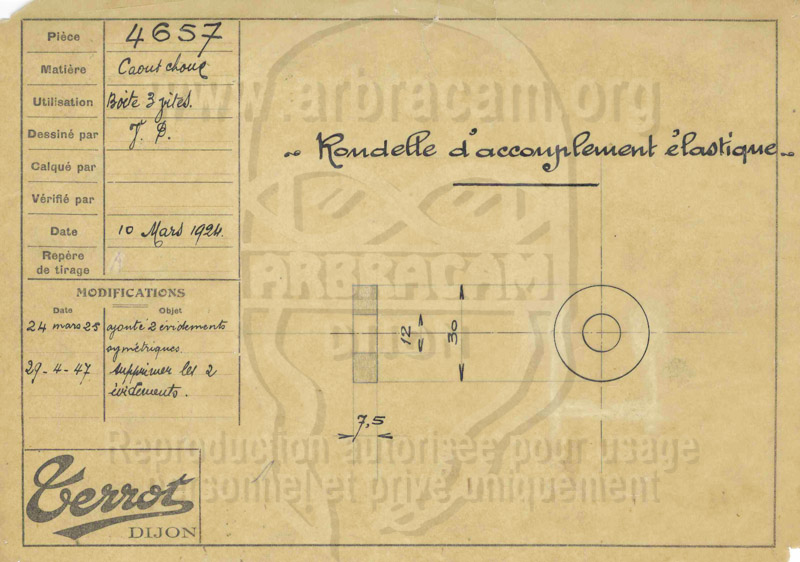 Pièce 4657
Matière Caoutchouc
Utilisation Boite 3 vites.
Dessiné par J. B.
Calqué par
Vérifié par
Date 10 Mars 1924.
Repère
de tirage
MODIFICATIONS
Date Objet
24 mars 25 ajouté 2 évidements
symétriques
29-4-47 supprimer les 2
évidements.
Terrot
DIJON
~ Rondelle d'accouplement élastique ~
12
30
7,5
www.arbracam.org
ARBRACAM
DIJON
Reproduction autorisée pour usage
personnel et privé uniquement